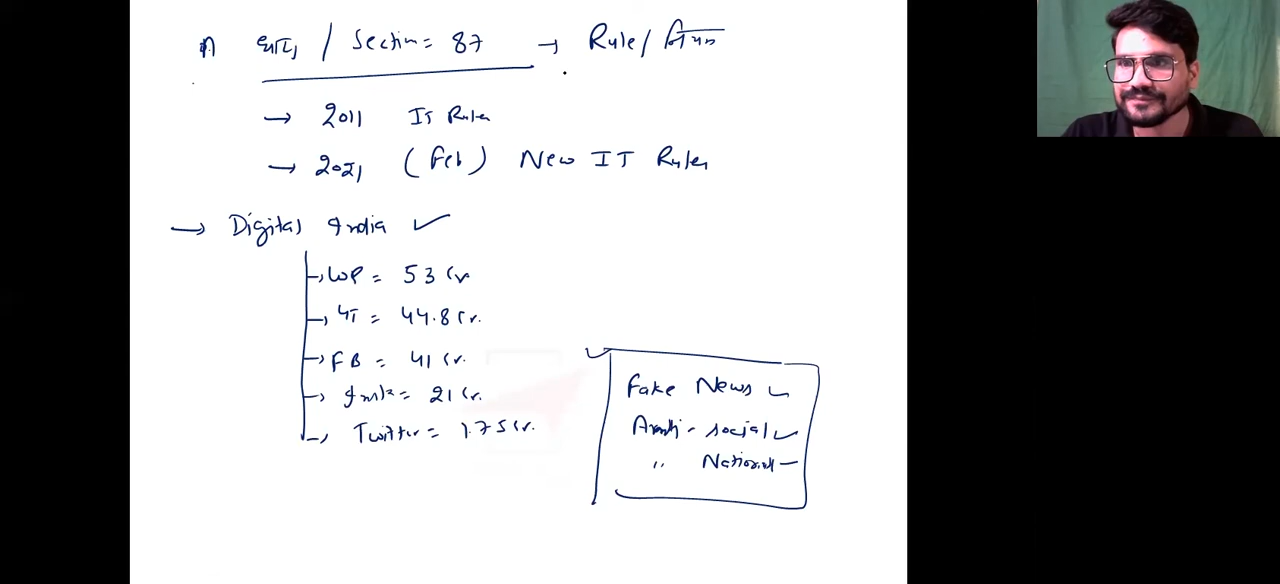 धारा / Section = 87 → Rule / नियम
→ 2011 IT Rules
→ 2021 (Feb) New IT Rules
→ Digital India ✓
→ WP = 53 Cr
→ YT = 44.8 Cr.
→ FB = 41 Cr.
→ Insta = 21 Cr.
→ Twitter = 1.75 Cr.
Fake News
Anti-social
" National